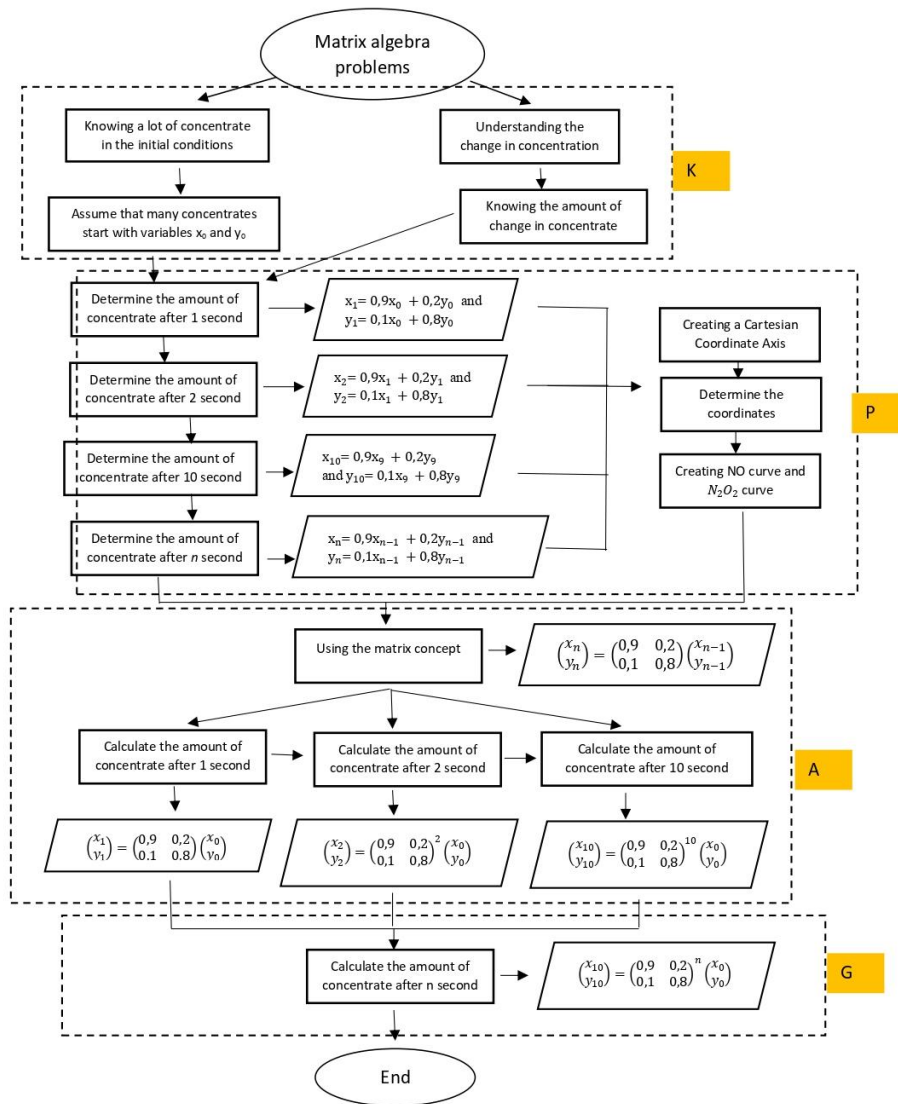 Matrix algebra
problems
Knowing a lot of concentrate
in the initial conditions
Understanding the
change in concentration
K
Assume that many concentrates
start with variables x₀ and y₀
Knowing the amount of
change in concentrate
Determine the amount of
concentrate after 1 second
x₁= 0,9x₀ + 0,2y₀ and
y₁= 0,1x₀ + 0,8y₀
Creating a Cartesian
Coordinate Axis
Determine the amount of
concentrate after 2 second
x₂= 0,9x₁ + 0,2y₁ and
y₂= 0,1x₁ + 0,8y₁
Determine the
coordinates
P
Determine the amount of
concentrate after 10 second
x₁₀= 0,9x₉ + 0,2y₉
and y₁₀= 0,1x₉ + 0,8y₉
Creating NO curve and
N₂O₂ curve
Determine the amount of
concentrate after n second
xₙ= 0,9xₙ₋₁ + 0,2yₙ₋₁ and
yₙ= 0,1xₙ₋₁ + 0,8yₙ₋₁
Using the matrix concept
(xₙ yₙ) = (0,9 0,2 0,1 0,8)(xₙ₋₁ yₙ₋₁)
Calculate the amount of
concentrate after 1 second
Calculate the amount of
concentrate after 2 second
Calculate the amount of
concentrate after 10 second
A
(x₁ y₁) = (0,9 0,2 0.1 0.8)(x₀ y₀)
(x₂ y₂) = (0,9 0,2 0,1 0,8)²(x₀ y₀)
(x₁₀ y₁₀) = (0,9 0,2 0,1 0,8)¹⁰(x₀ y₀)
Calculate the amount of
concentrate after n second
(x₁₀ y₁₀) = (0,9 0,2 0,1 0,8)ⁿ(x₀ y₀)
G
End